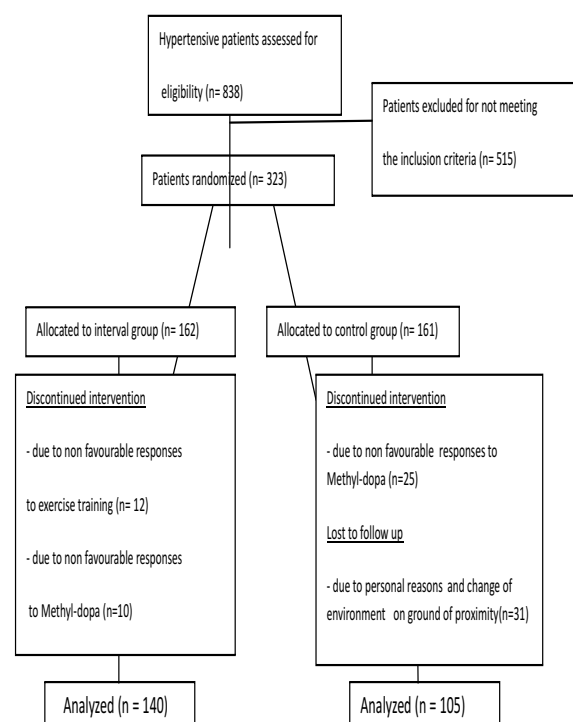 Hypertensive patients assessed for
eligibility (n= 838)
Patients excluded for not meeting
the inclusion criteria (n= 515)
Patients randomized (n= 323)
Allocated to interval group (n= 162)
Allocated to control group (n= 161)
Discontinued intervention
- due to non favourable responses
to exercise training (n= 12)
- due to non favourable responses
to Methyl-dopa (n=10)
Discontinued intervention
- due to non favourable responses to
Methyl-dopa (n=25)
Lost to follow up
- due to personal reasons and change of
environment on ground of proximity(n=31)
Analyzed (n = 140)
Analyzed (n = 105)